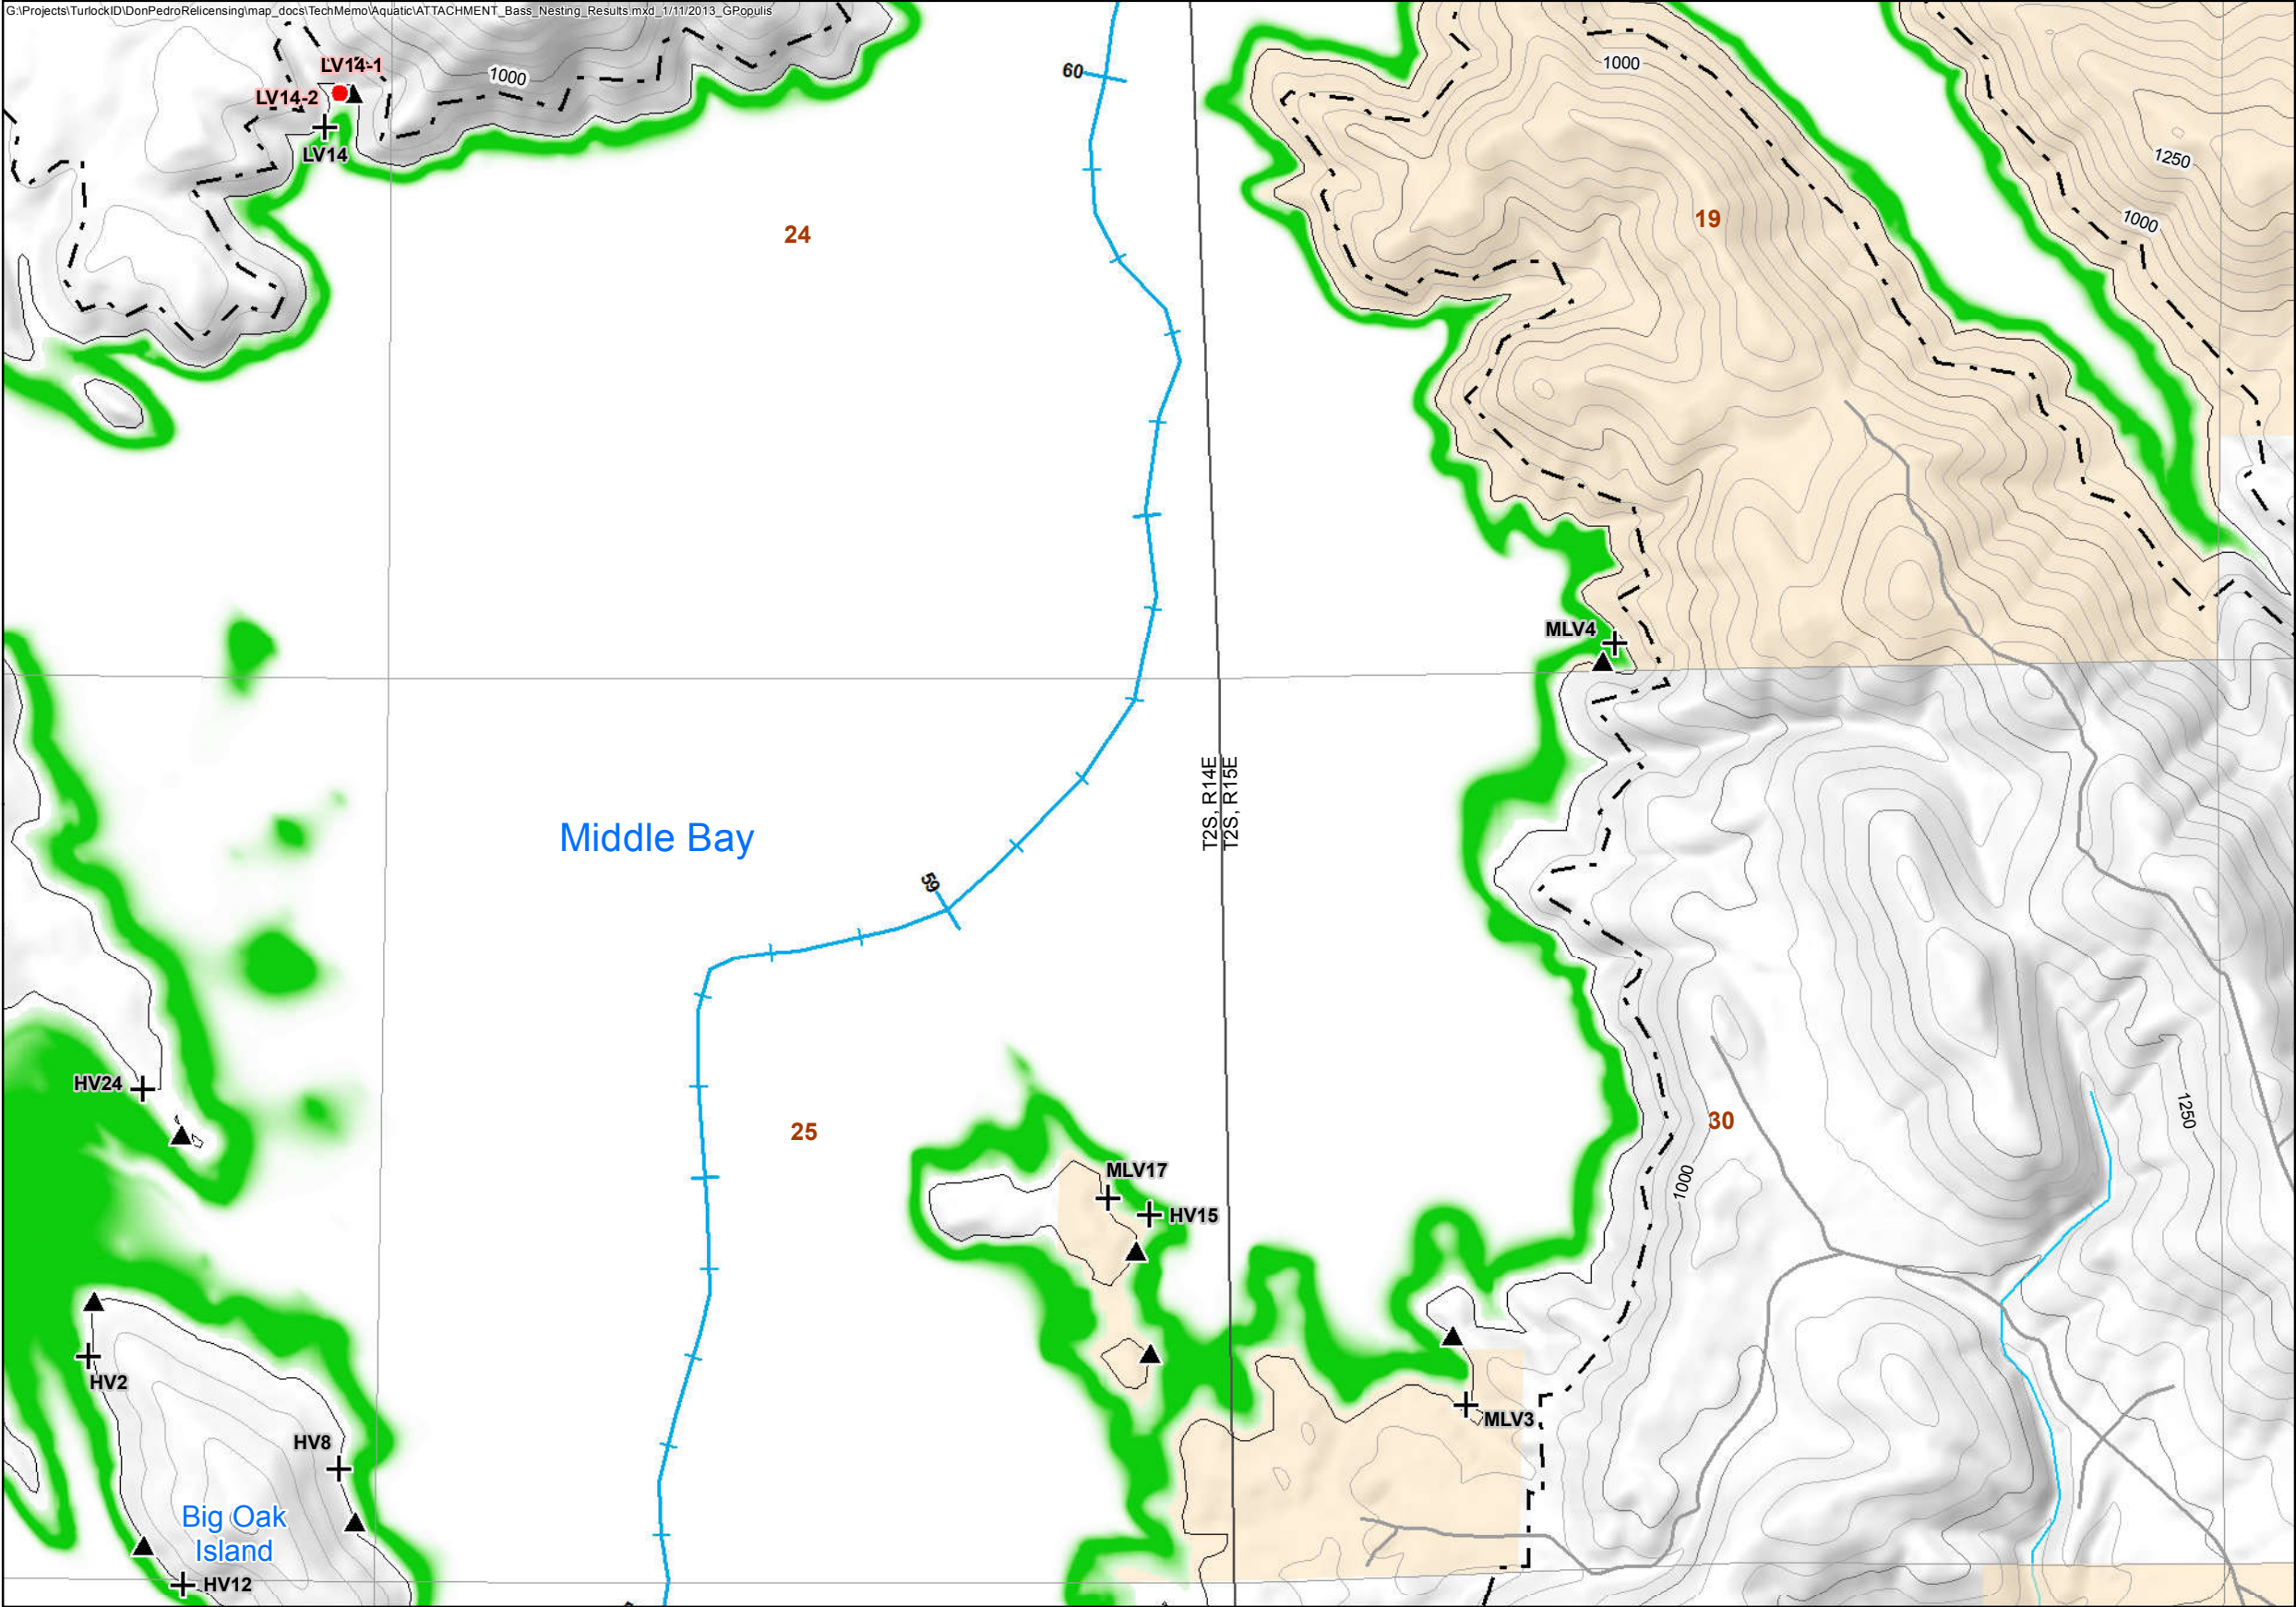 G:\Projects\TurlockID\DonPedroRelicensing\map_docs\TechMemo\Aquatic\ATTACHMENT_Bass_Nesting_Results.mxd_1/11/2013_GPopulis
LV14-1
1000
60
1000
LV14-2
LV14
1250
19
1000
24
MLV4
T2S, R14E
T2S, R15E
Middle Bay
59
HV24
25
30
1250
MLV17
1000
HV15
HV2
MLV3
HV8
Big Oak
Island
HV12